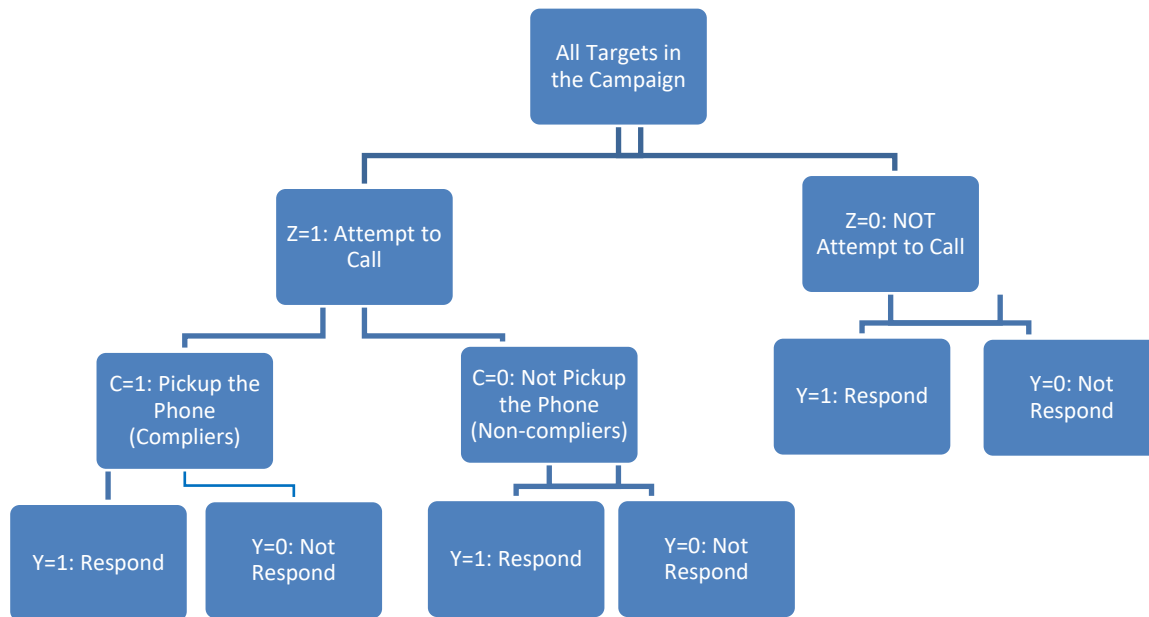 All Targets in
the Campaign
Z=1: Attempt to
Call
Z=0: NOT
Attempt to Call
C=1: Pickup the
Phone
(Compliers)
C=0: Not Pickup
the Phone
(Non-compliers)
Y=1: Respond
Y=0: Not
Respond
Y=1: Respond
Y=0: Not
Respond
Y=1: Respond
Y=0: Not
Respond